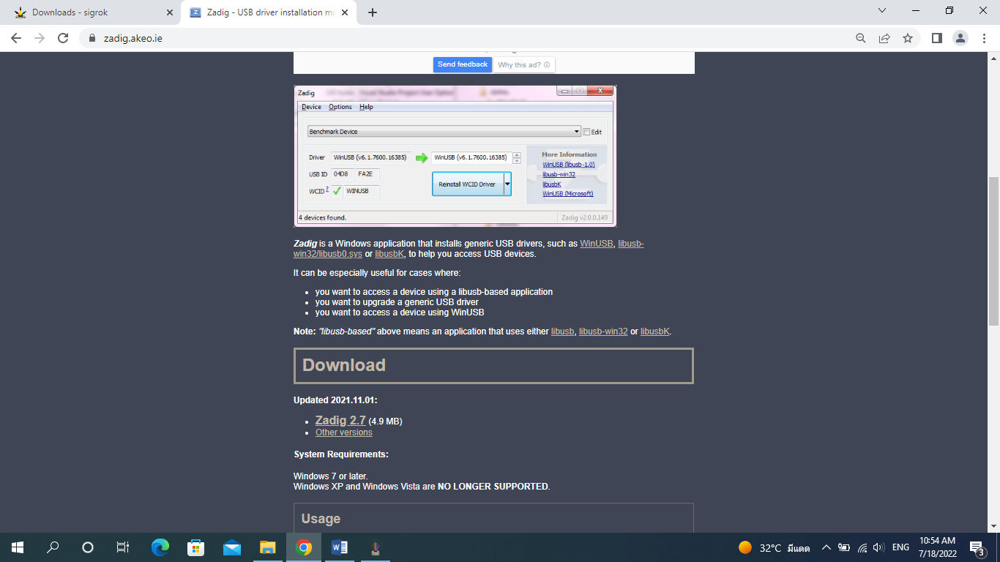 Downloads - sigrok
Zadig - USB driver installation ma
zadig.akeo.ie
Send feedback
Why this ad?
Zadig
Device Options Help
Benchmark Device
Edit
Driver WinUSB (v6.1.7600.16385) WinUSB (v6.1.7600.16385)
USB ID 04D8 FA2E
WCID ? WINUSB
Reinstall WCID Driver
More Information
WinUSB (libusb-1.0)
libusb-win32
libusbK
WinUSB (Microsoft)
4 devices found.
Zadig v2.0.0.149
Zadig is a Windows application that installs generic USB drivers, such as WinUSB, libusb-
win32/libusb0.sys or libusbK, to help you access USB devices.
It can be especially useful for cases where:
• you want to access a device using a libusb-based application
• you want to upgrade a generic USB driver
• you want to access a device using WinUSB
Note: "libusb-based" above means an application that uses either libusb, libusb-win32 or libusbK.
Download
Updated 2021.11.01:
• Zadig 2.7 (4.9 MB)
• Other versions
System Requirements:
Windows 7 or later.
Windows XP and Windows Vista are NO LONGER SUPPORTED.
Usage
32°C มีแดด
ENG
10:54 AM
7/18/2022
3